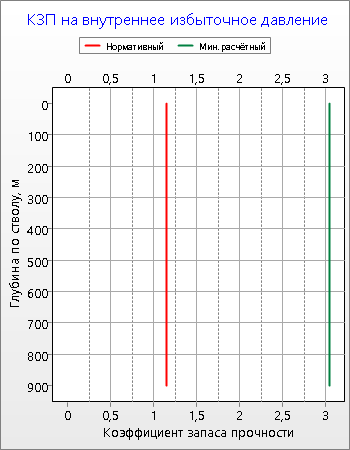 КЗП на внутреннее избыточное давление
Нормативный Мин. расчётный
0 0,5 1 1,5 2 2,5 3
0
100
200
300
400
500
600
700
800
900
Глубина по стволу, м
0 0,5 1 1,5 2 2,5 3
Коэффициент запаса прочности